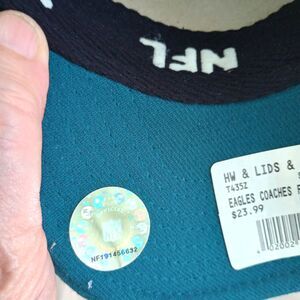 NFL
HW & LIDS &
T435Z
EAGLES COACHES F
$23.99
NF191456632